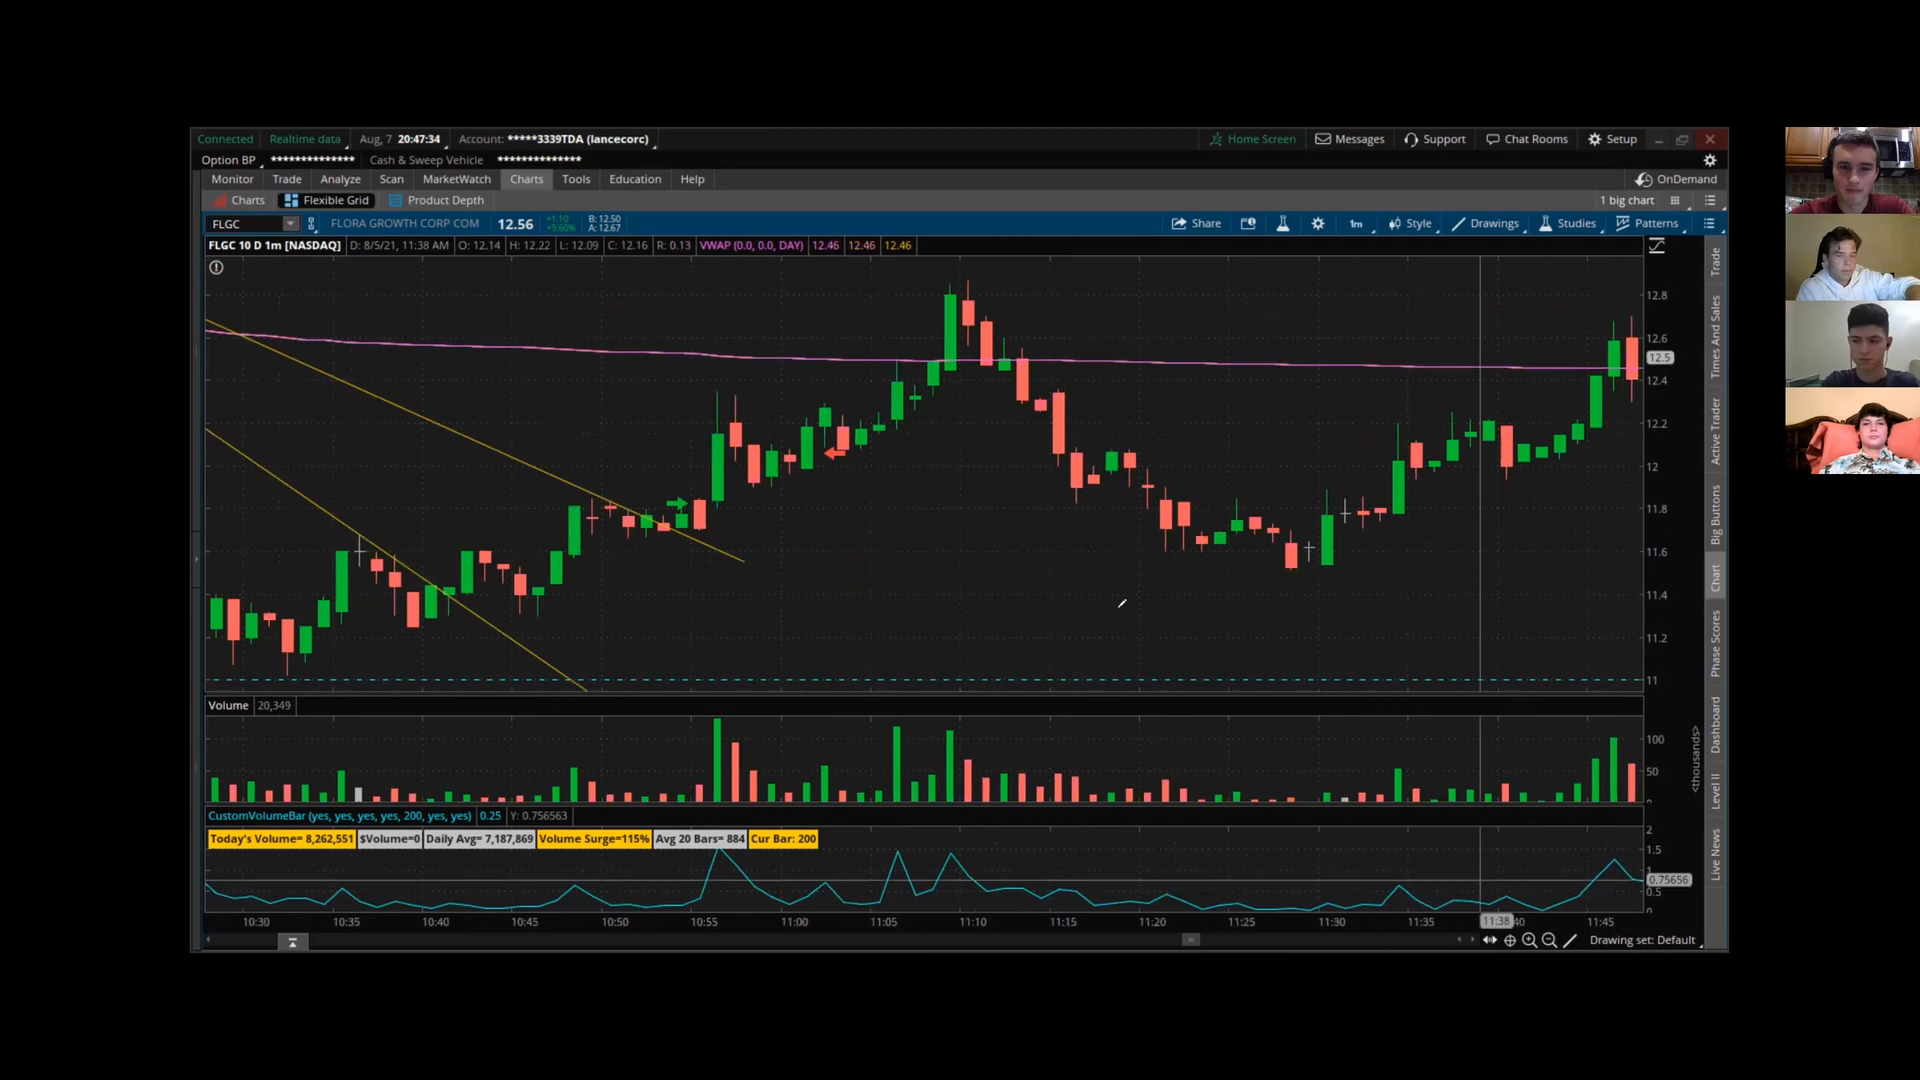 Connected Realtime data Aug, 7 20:47:34 Account: *****3339TDA (lancecorc) Home Screen Messages Support Chat Rooms Setup
Option BP ************** Cash & Sweep Vehicle **************
Monitor Trade Analyze Scan MarketWatch Charts Tools Education Help OnDemand
Charts Flexible Grid Product Depth 1 big chart
FLGC FLORA GROWTH CORP COM 12.56 +1.10 +9.60% B: 12.50 A: 12.67 Share 1m Style Drawings Studies Patterns
FLGC 10 D 1m [NASDAQ] D: 8/5/21, 11:38 AM O: 12.14 H: 12.22 L: 12.09 C: 12.16 R: 0.13 VWAP (0.0, 0.0, DAY) 12.46 12.46 12.46
12.8
12.6
12.5
12.4
12.2
12
11.8
11.6
11.4
11.2
11
Volume 20,349
100
50
<thousands>
CustomVolumeBar (yes, yes, yes, yes, 200, yes, yes) 0.25 Y: 0.756563
Today's Volume= 8,262,551 $Volume=0 Daily Avg= 7,187,869 Volume Surge=115% Avg 20 Bars= 884 Cur Bar: 200
2
1.5
1
0.75656
0.5
0
10:30 10:35 10:40 10:45 10:50 10:55 11:00 11:05 11:10 11:15 11:20 11:25 11:30 11:35 11:38 40 11:45
Drawing set: Default
Trade
Times And Sales
Active Trader
Big Buttons
Chart
Phase Scores
Dashboard
Level II
Live News